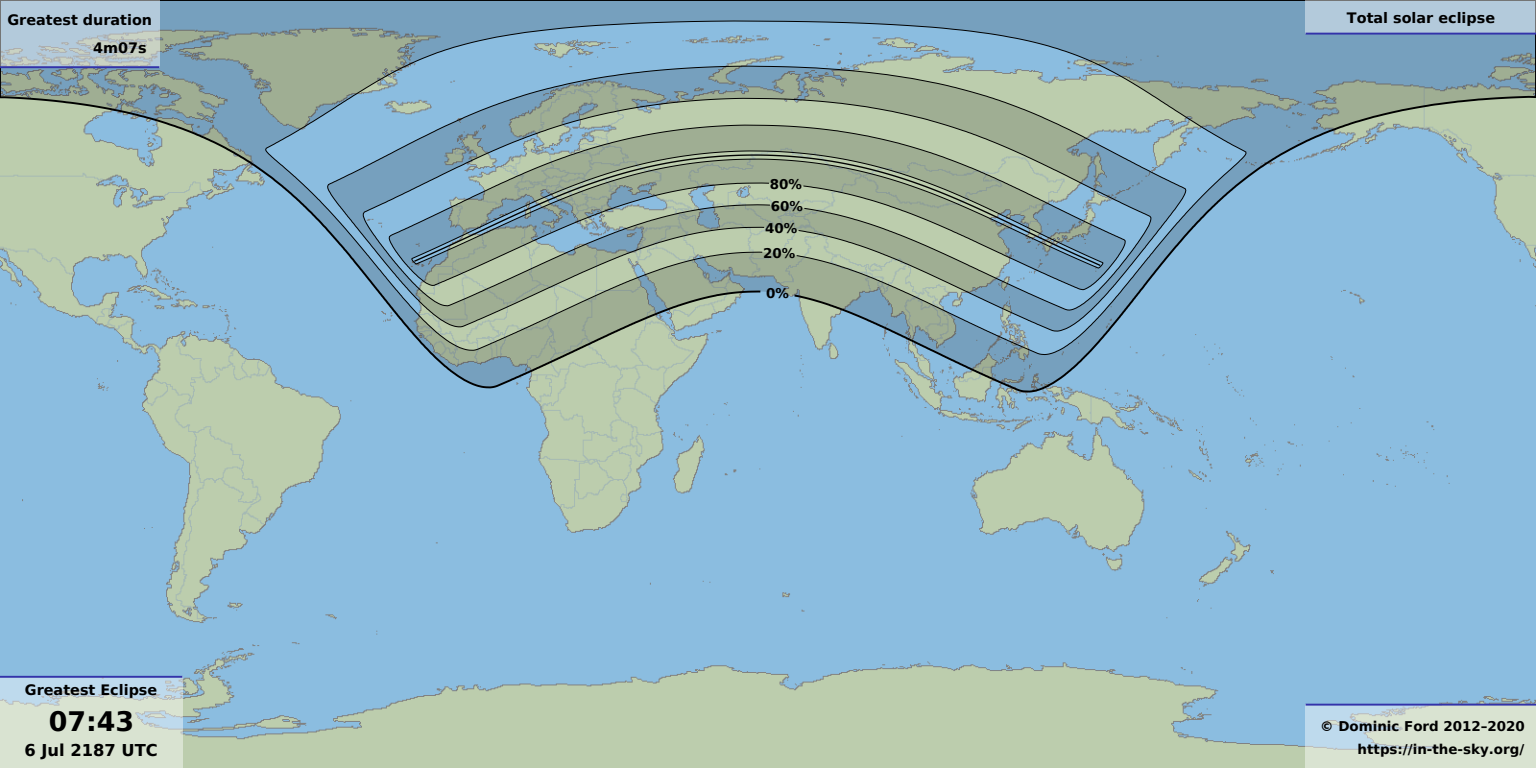 Greatest duration
4m07s
Total solar eclipse
80%
60%
40%
20%
0%
Greatest Eclipse
07:43
6 Jul 2187 UTC
© Dominic Ford 2012–2020
https://in-the-sky.org/